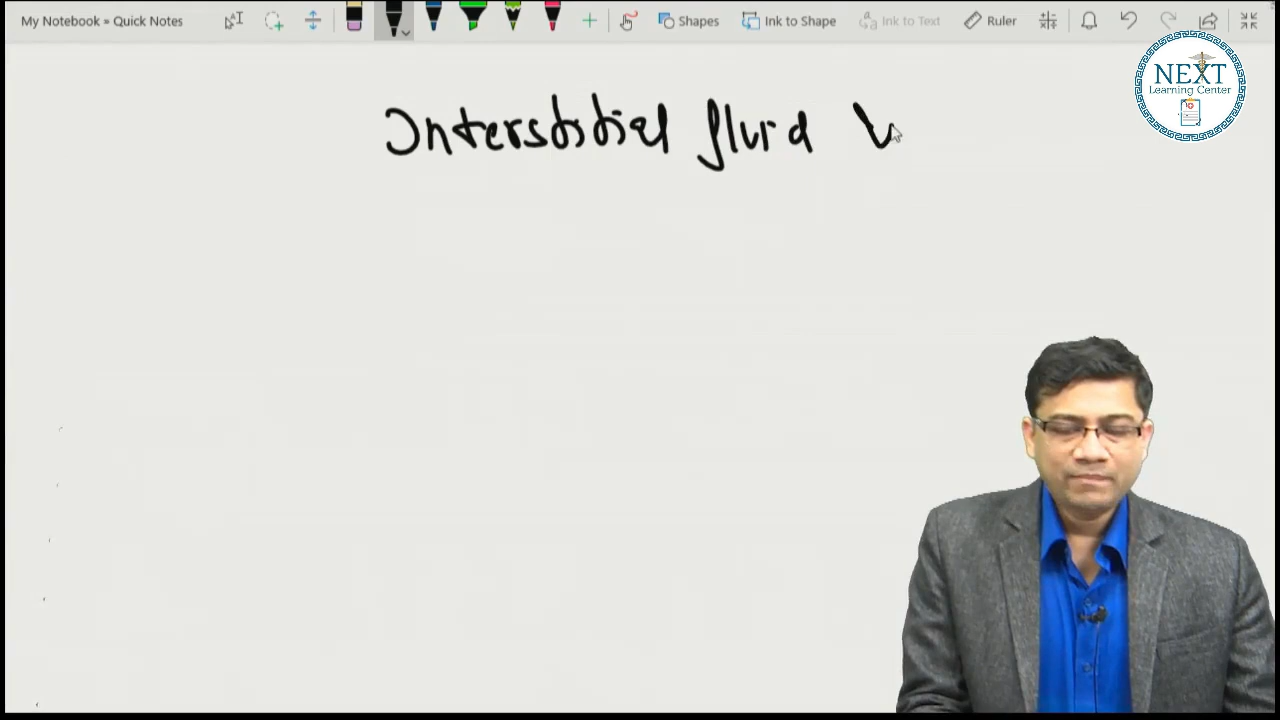 My Notebook » Quick Notes Shapes Ink to Shape Ink to Text Ruler
NEXT
Learning Center
Interstitial fluid